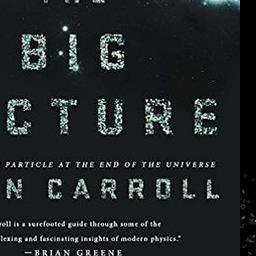 BIG
CTURE
PARTICLE AT THE END OF THE UNIVERSE
N CARROLL
roll is a surefooted guide through some of the
lexing and fascinating insights of modern physics."
—BRIAN GREENE